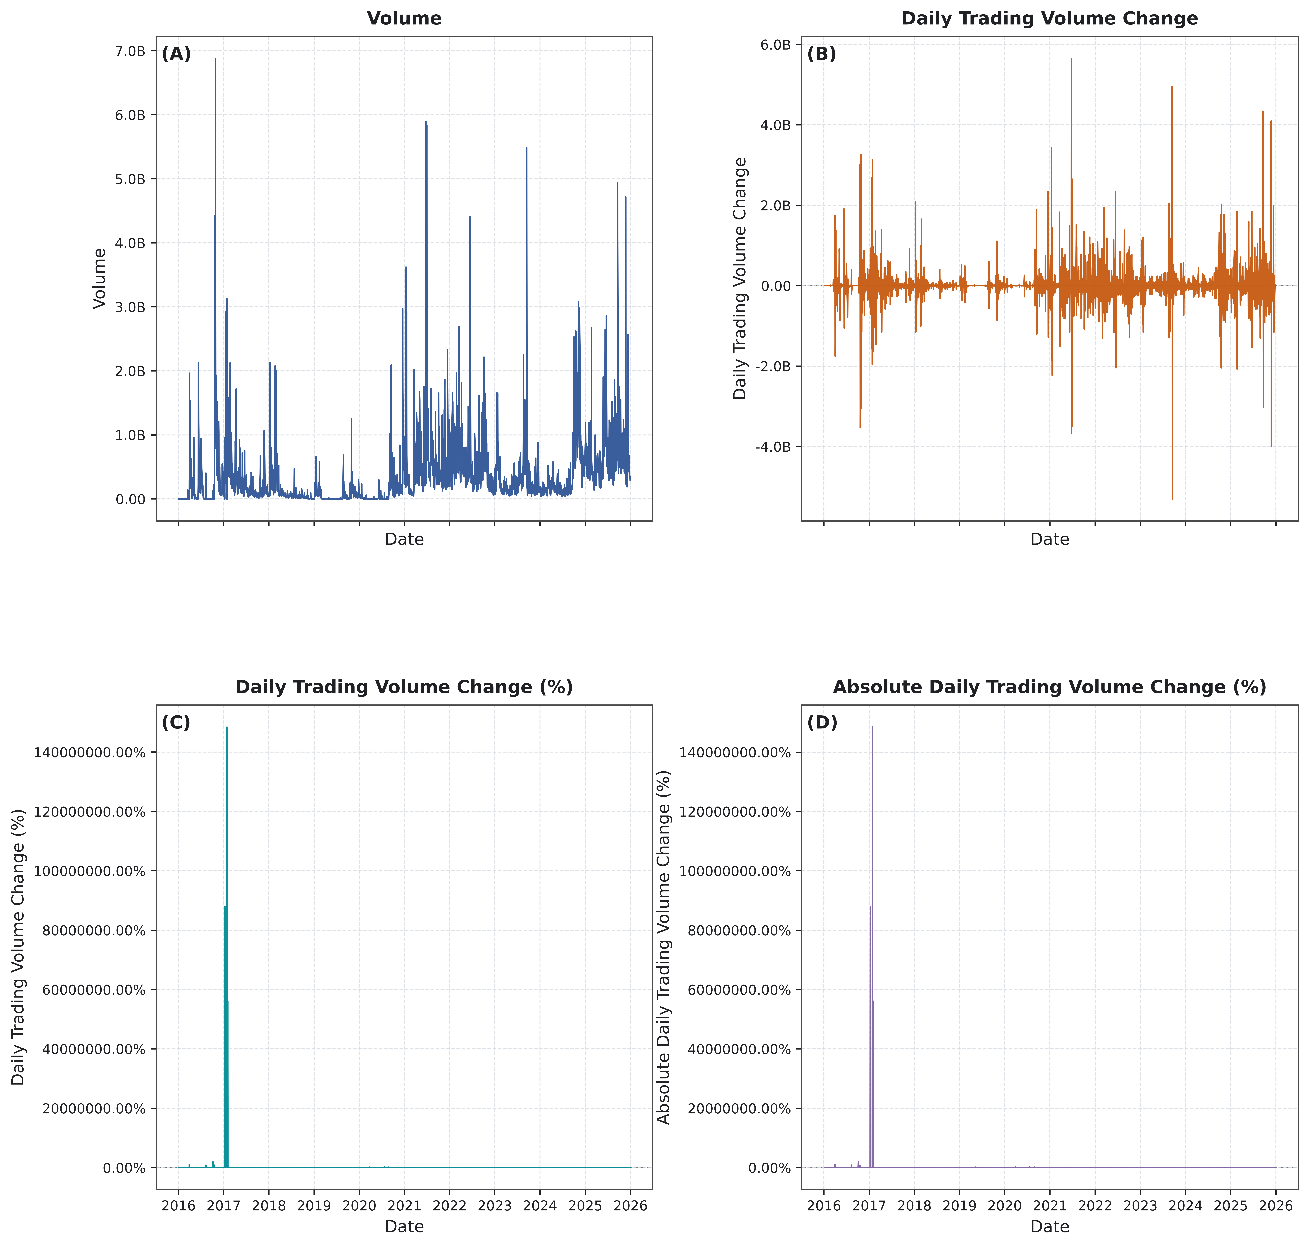 Volume
(A)
7.0B
6.0B
5.0B
4.0B
3.0B
2.0B
1.0B
0.00
Volume
Date
Daily Trading Volume Change
(B)
6.0B
4.0B
2.0B
0.00
-2.0B
-4.0B
Daily Trading Volume Change
Date
Daily Trading Volume Change (%)
(C)
140000000.00%
120000000.00%
100000000.00%
80000000.00%
60000000.00%
40000000.00%
20000000.00%
0.00%
Daily Trading Volume Change (%)
2016 2017 2018 2019 2020 2021 2022 2023 2024 2025 2026
Date
Absolute Daily Trading Volume Change (%)
(D)
140000000.00%
120000000.00%
100000000.00%
80000000.00%
60000000.00%
40000000.00%
20000000.00%
0.00%
Absolute Daily Trading Volume Change (%)
2016 2017 2018 2019 2020 2021 2022 2023 2024 2025 2026
Date